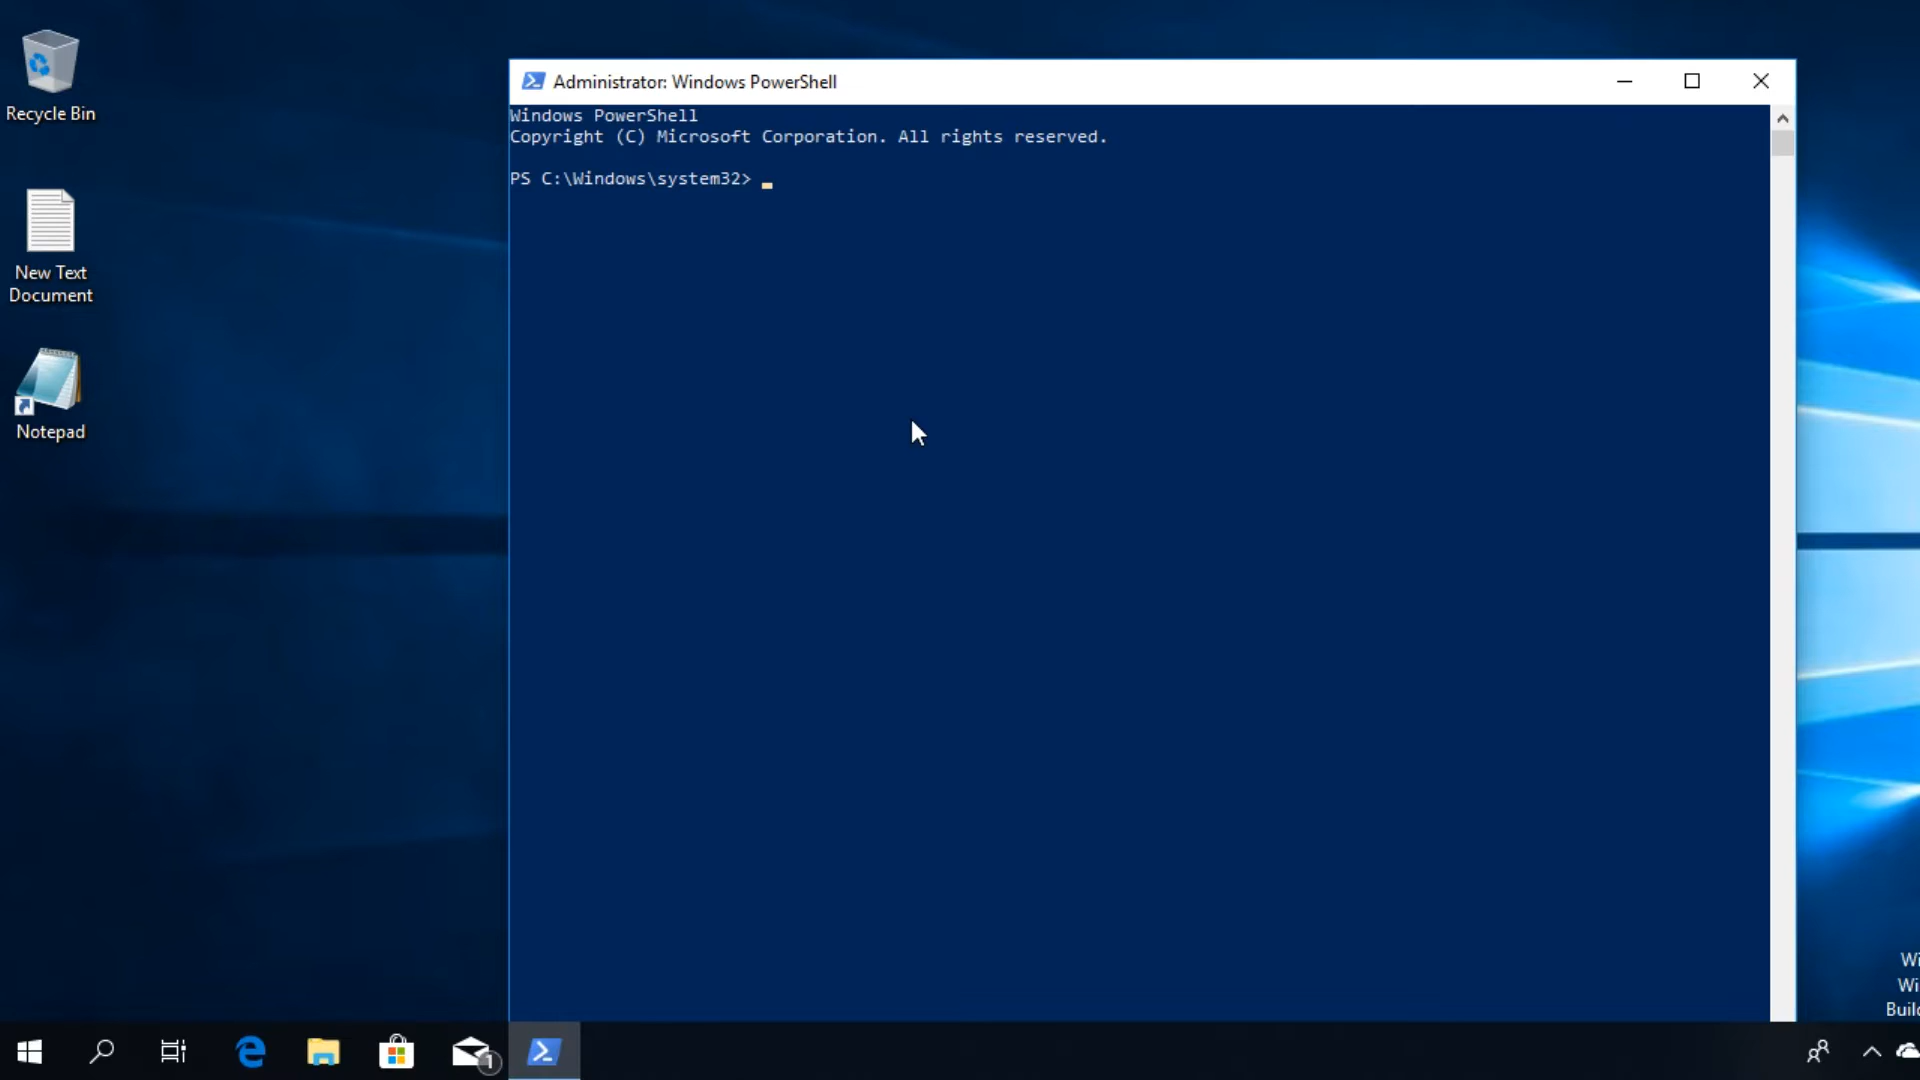 Recycle Bin
New Text
Document
Notepad
Administrator: Windows PowerShell
Windows PowerShell
Copyright (C) Microsoft Corporation. All rights reserved.
PS C:\Windows\system32>
1